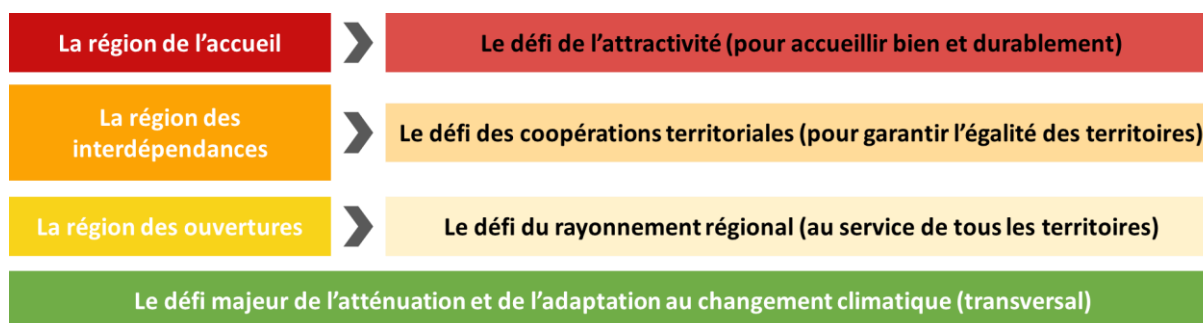 La région de l’accueil
Le défi de l’attractivité (pour accueillir bien et durablement)
La région des
interdépendances
Le défi des coopérations territoriales (pour garantir l’égalité des territoires)
La région des ouvertures
Le défi du rayonnement régional (au service de tous les territoires)
Le défi majeur de l’atténuation et de l’adaptation au changement climatique (transversal)